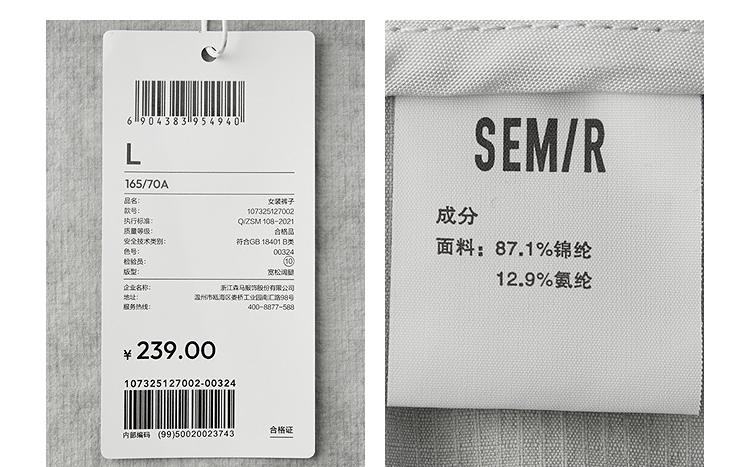 6 904383 954940
L
165/70A
品名: 女装裤子
款号: 107325127002
执行标准: Q/ZSM 108-2021
质量等级: 合格品
安全技术类别: 符合GB 18401 B类
色号: 00324
检验员: 10
版型: 宽松阔腿
企业名称: 浙江森马服饰股份有限公司
地址: 温州市瓯海区娄桥工业园南汇路98号
服务热线: 400-8877-588
¥ 239.00
107325127002-00324
内部编码 (99)50020023743
合格证
SEM/R
成分
面料: 87.1%锦纶
12.9%氨纶